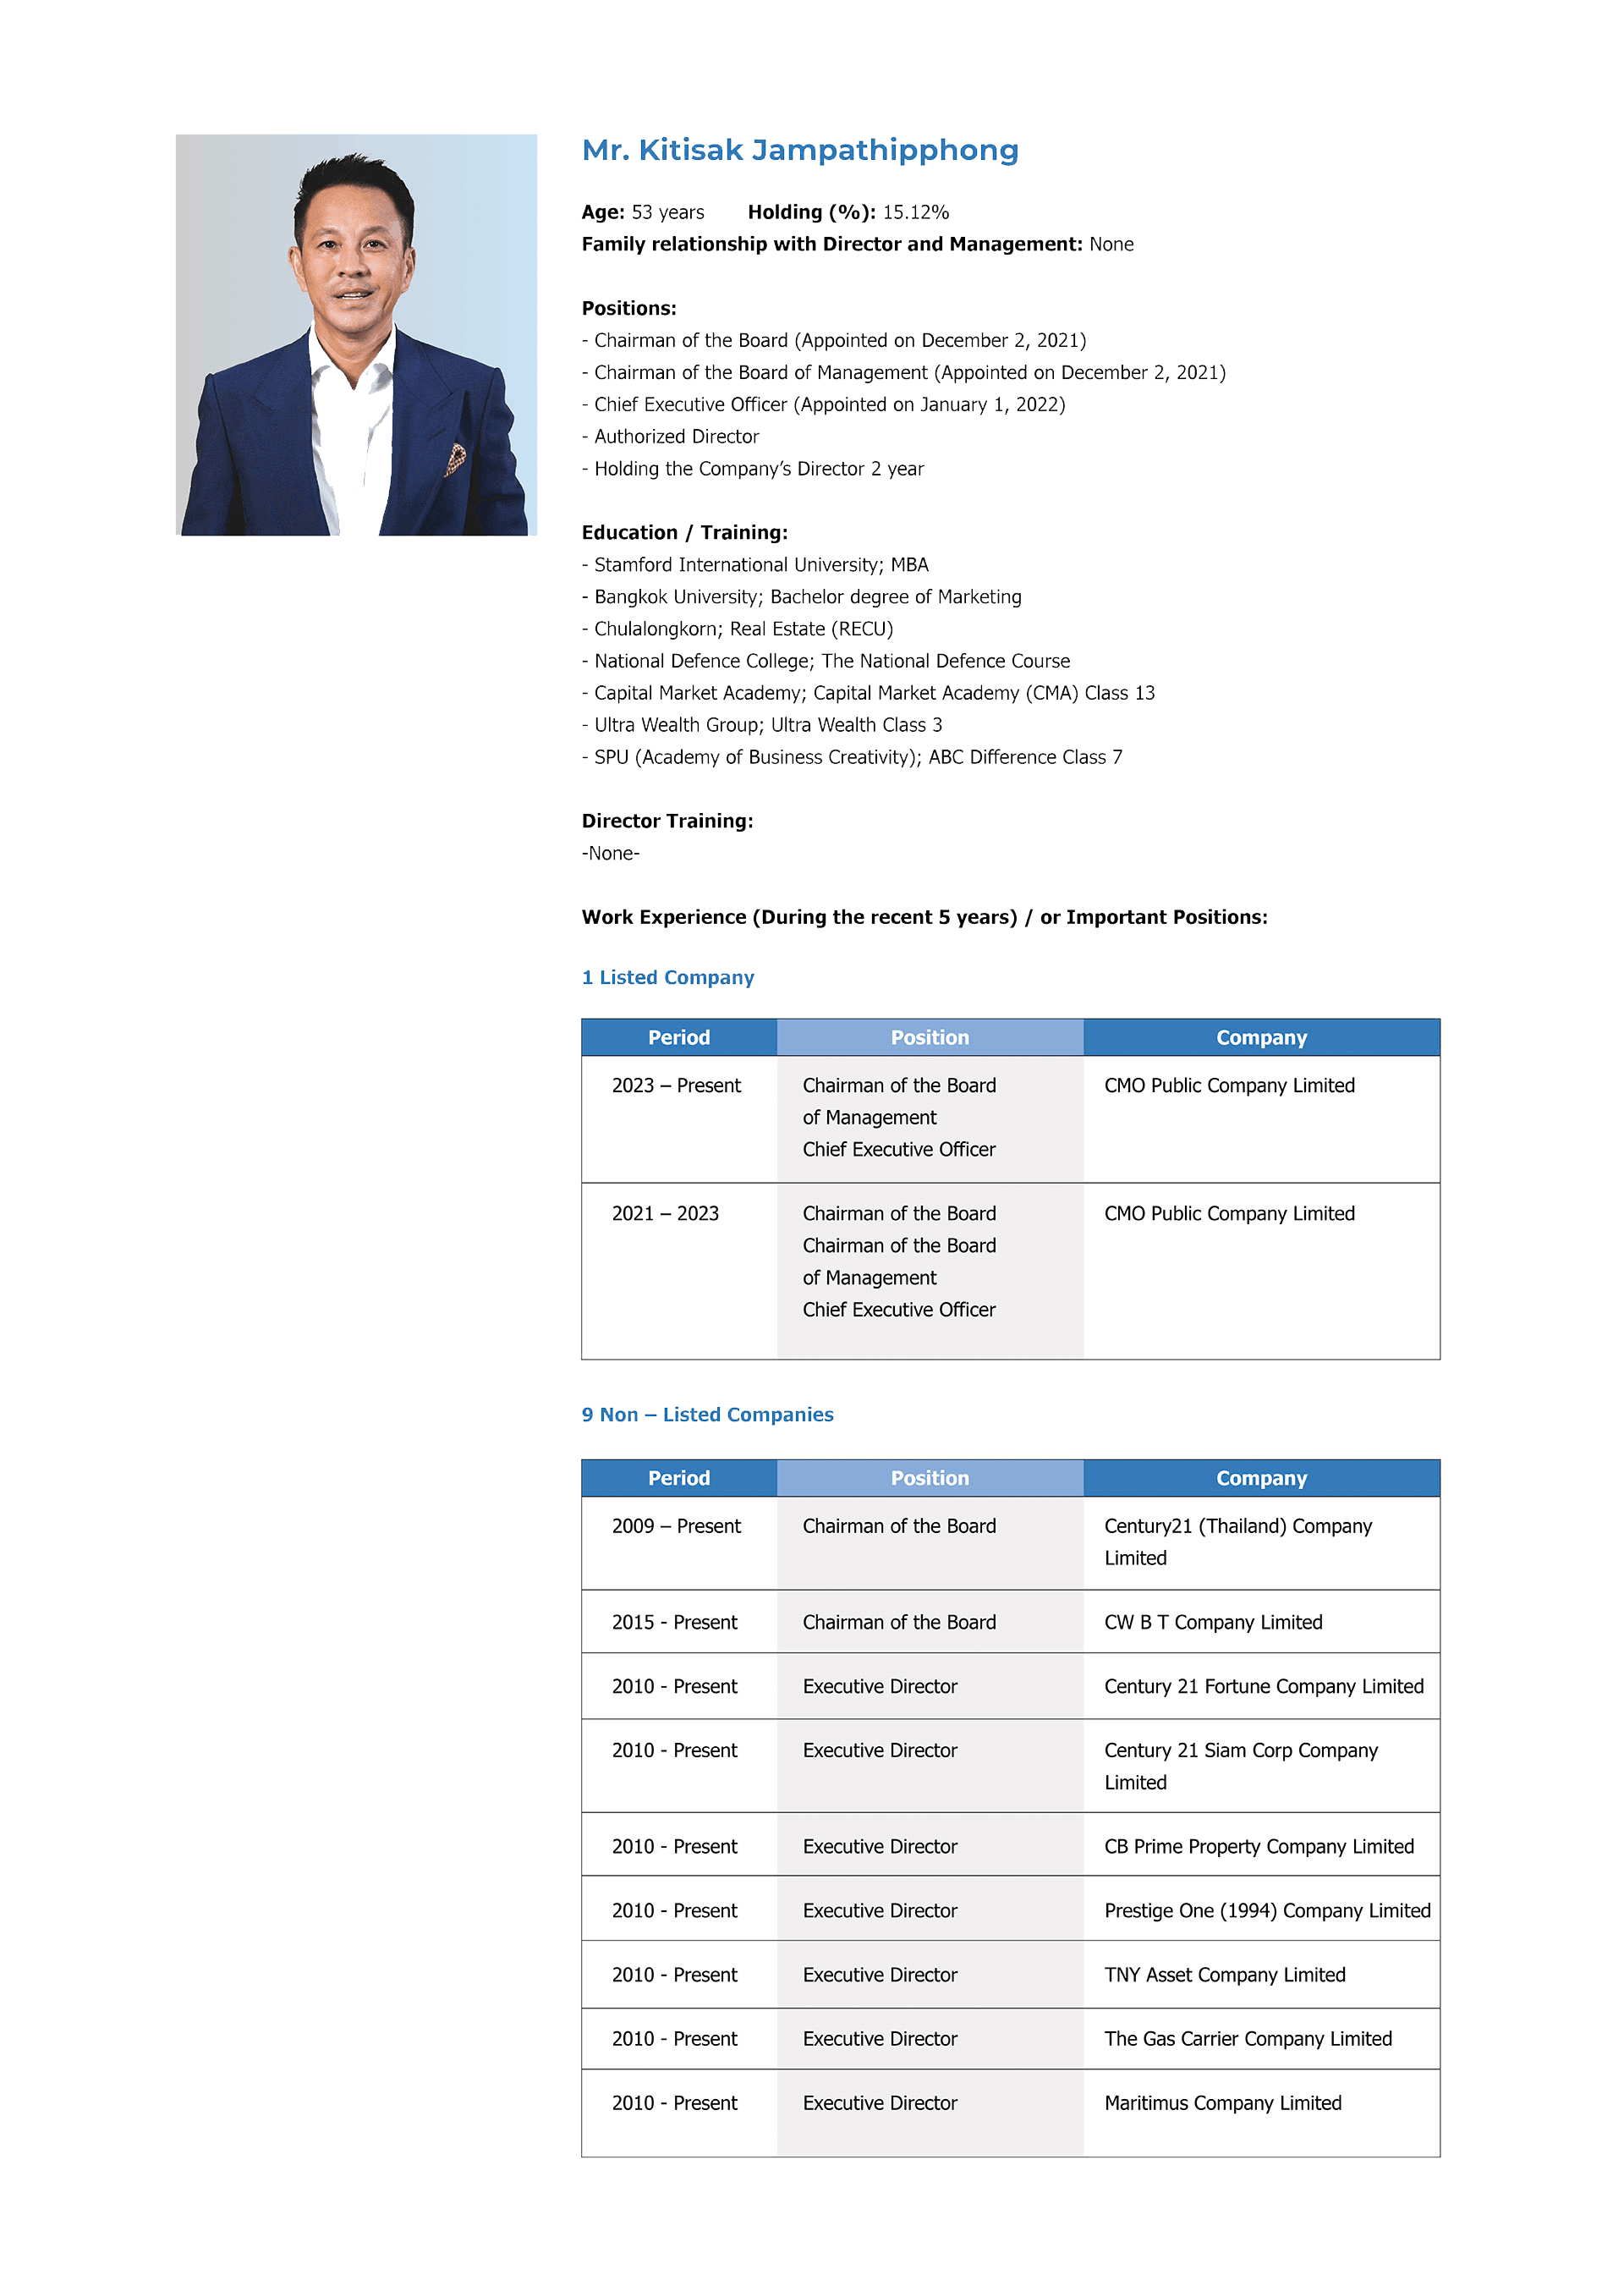 Mr. Kitisak Jampathipphong
Age: 53 years Holding (%): 15.12%
Family relationship with Director and Management: None
Positions:
- Chairman of the Board (Appointed on December 2, 2021)
- Chairman of the Board of Management (Appointed on December 2, 2021)
- Chief Executive Officer (Appointed on January 1, 2022)
- Authorized Director
- Holding the Company’s Director 2 year
Education / Training:
- Stamford International University; MBA
- Bangkok University; Bachelor degree of Marketing
- Chulalongkorn; Real Estate (RECU)
- National Defence College; The National Defence Course
- Capital Market Academy; Capital Market Academy (CMA) Class 13
- Ultra Wealth Group; Ultra Wealth Class 3
- SPU (Academy of Business Creativity); ABC Difference Class 7
Director Training:
-None-
Work Experience (During the recent 5 years) / or Important Positions:
1 Listed Company
Period Position Company
2023 – Present Chairman of the Board CMO Public Company Limited
of Management
Chief Executive Officer
2021 – 2023 Chairman of the Board CMO Public Company Limited
Chairman of the Board
of Management
Chief Executive Officer
9 Non – Listed Companies
Period Position Company
2009 – Present Chairman of the Board Century21 (Thailand) Company
Limited
2015 - Present Chairman of the Board CW B T Company Limited
2010 - Present Executive Director Century 21 Fortune Company Limited
2010 - Present Executive Director Century 21 Siam Corp Company
Limited
2010 - Present Executive Director CB Prime Property Company Limited
2010 - Present Executive Director Prestige One (1994) Company Limited
2010 - Present Executive Director TNY Asset Company Limited
2010 - Present Executive Director The Gas Carrier Company Limited
2010 - Present Executive Director Maritimus Company Limited